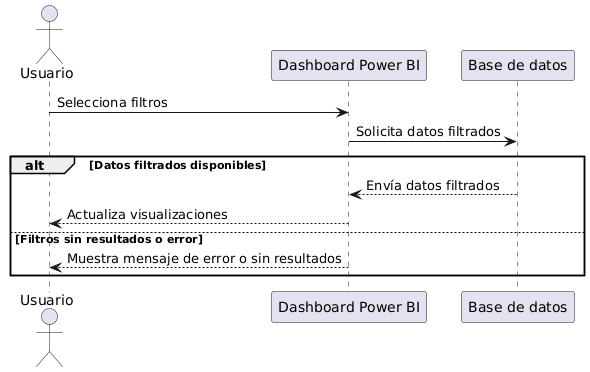 Usuario
Dashboard Power BI
Base de datos
Selecciona filtros
Solicita datos filtrados
alt
[Datos filtrados disponibles]
Envía datos filtrados
Actualiza visualizaciones
[Filtros sin resultados o error]
Muestra mensaje de error o sin resultados
Usuario
Dashboard Power BI
Base de datos